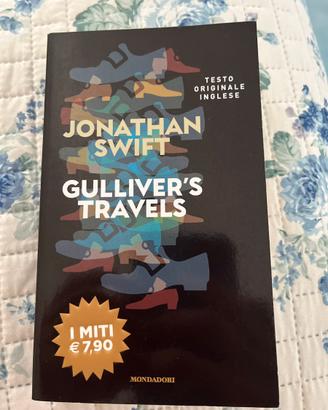 TESTO
ORIGINALE
INGLESE
JONATHAN
SWIFT
GULLIVER'S
TRAVELS
I MITI
€ 7,90
MONDADORI